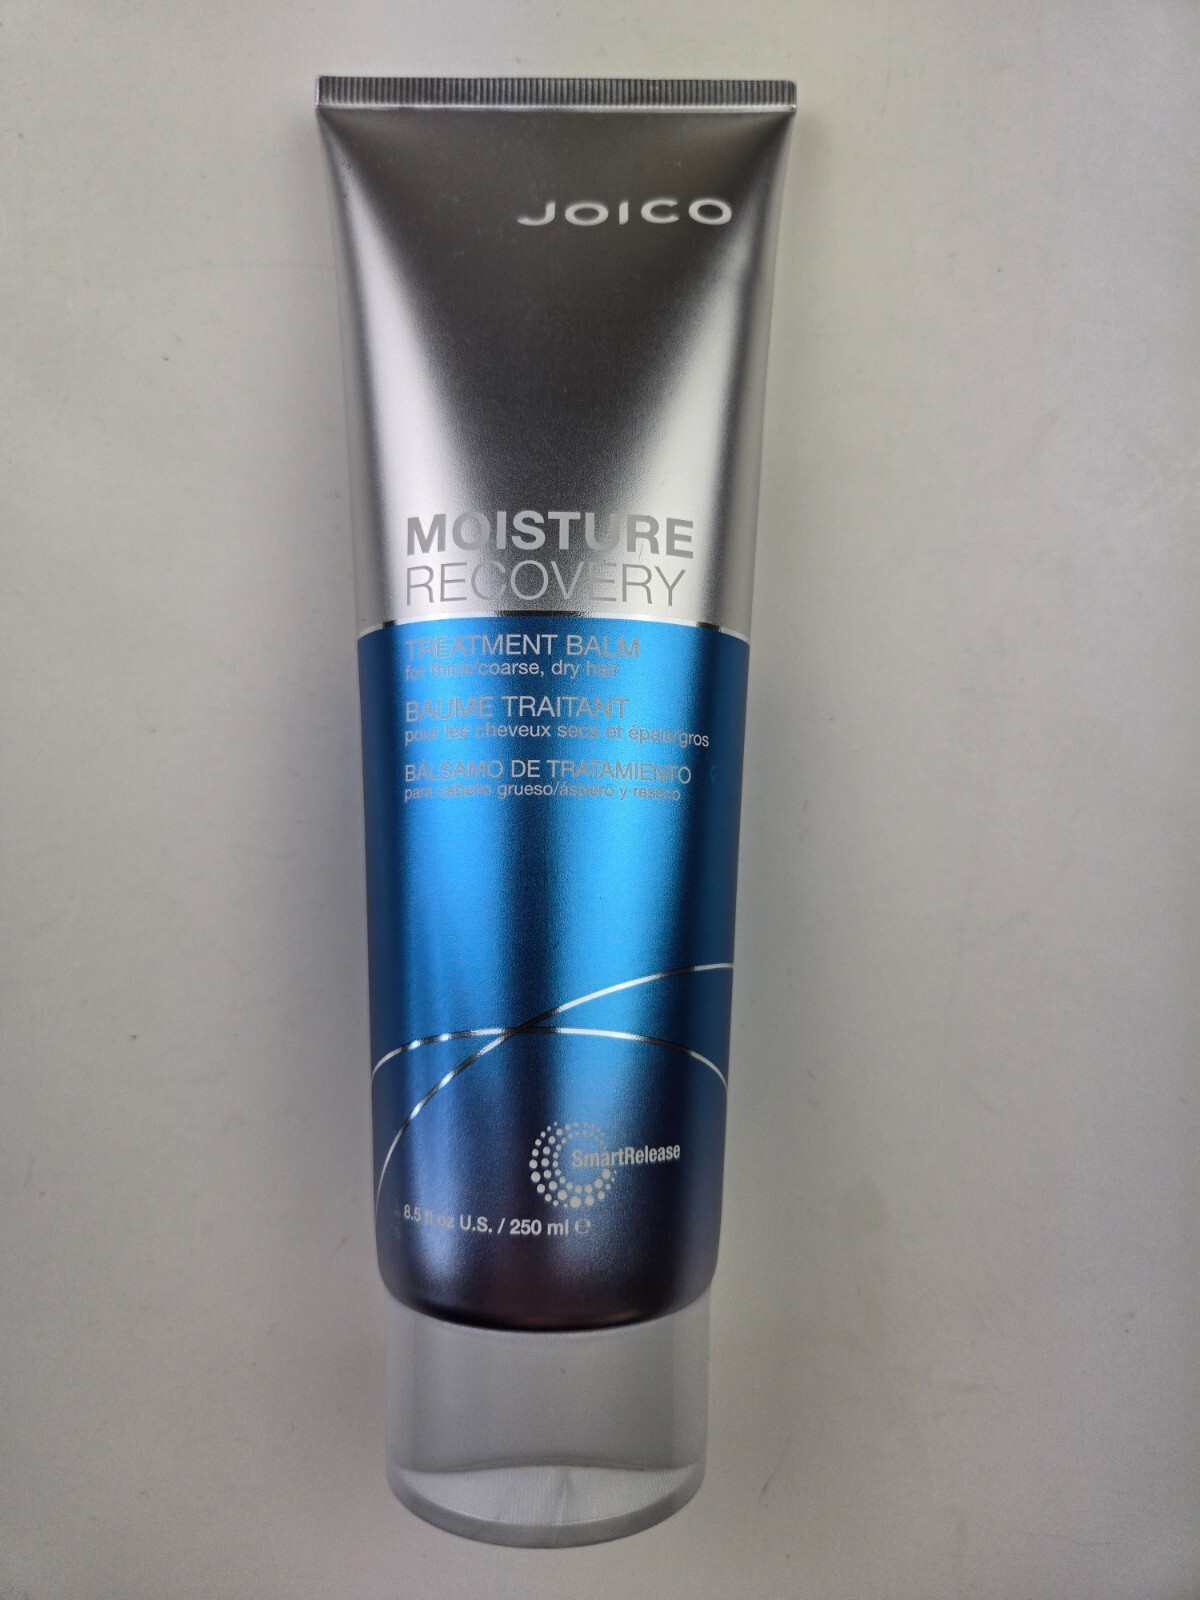 JOICO
MOISTURE
RECOVERY
TREATMENT BALM
for thick/coarse, dry hair
BAUME TRAITANT
pour les cheveux secs et épais/gros
BÁLSAMO DE TRATAMIENTO
para cabello grueso/áspero y reseco
SmartRelease
8.5 fl oz U.S. / 250 ml ℮